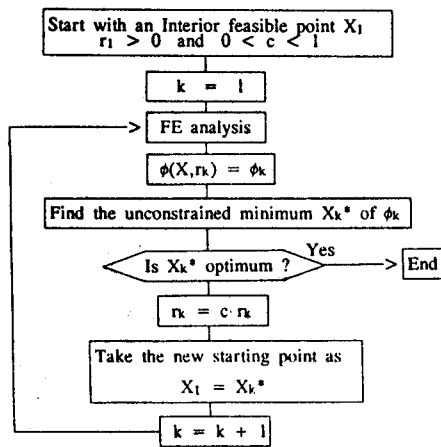 Start with an Interior feasible point X₁
r₁ > 0 and 0 < c < 1
k = 1
FE analysis
ϕ(X,rₖ) = ϕₖ
Find the unconstrained minimum Xₖ* of ϕₖ
Is Xₖ* optimum ?
Yes
End
rₖ = c· rₖ
Take the new starting point as
X₁ = Xₖ*
k = k + 1